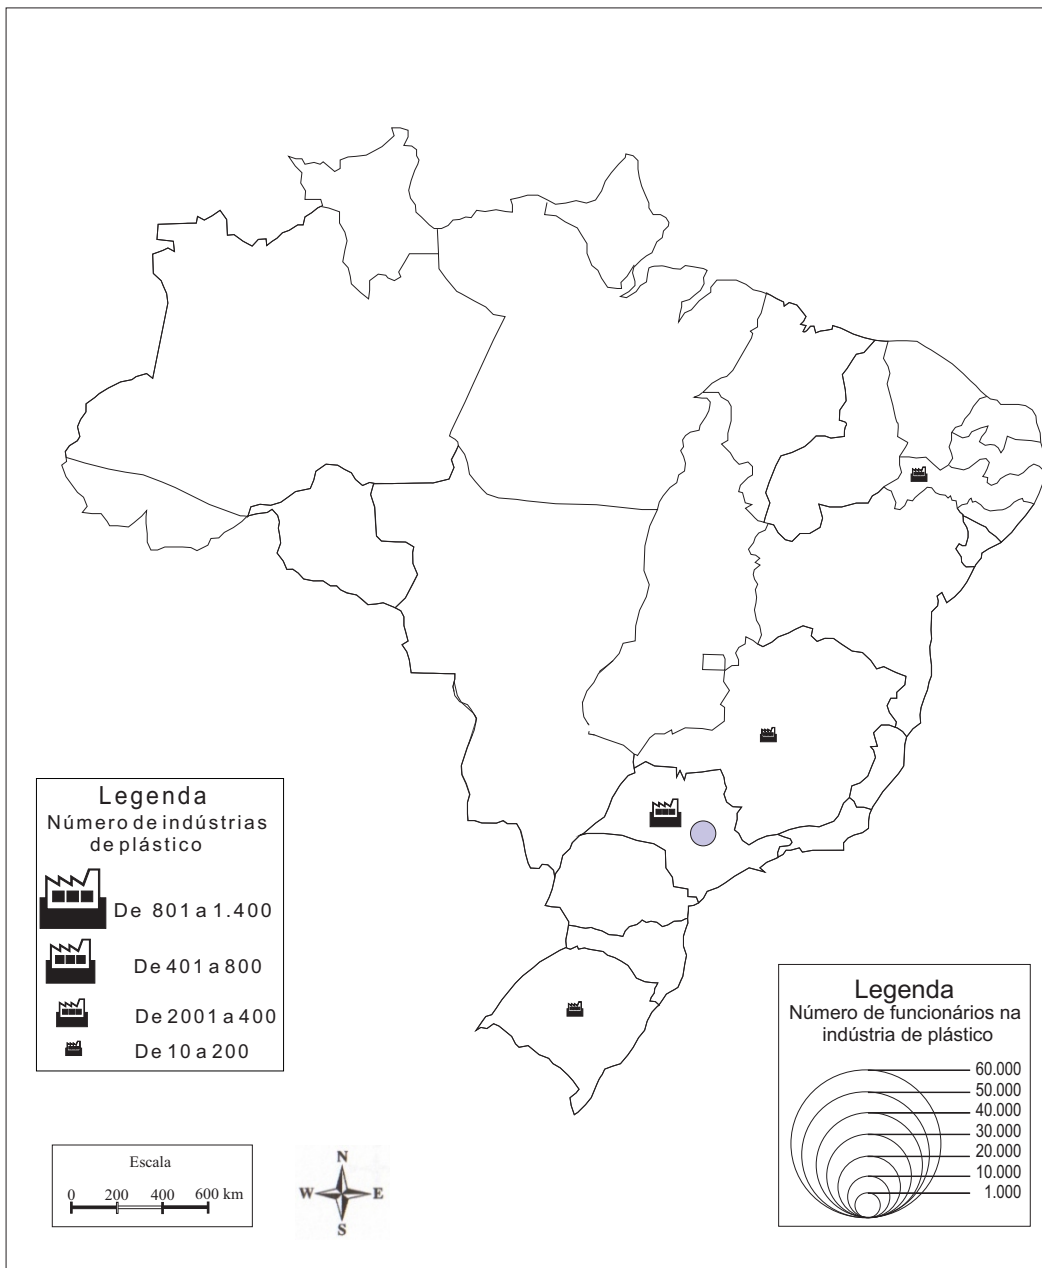 Legenda
Número de indústrias
de plástico
De 801 a 1.400
De 401 a 800
De 2001 a 400
De 10 a 200
Escala
0 200 400 600 km
N
W E
S
Legenda
Número de funcionários na
indústria de plástico
60.000
50.000
40.000
30.000
20.000
10.000
1.000